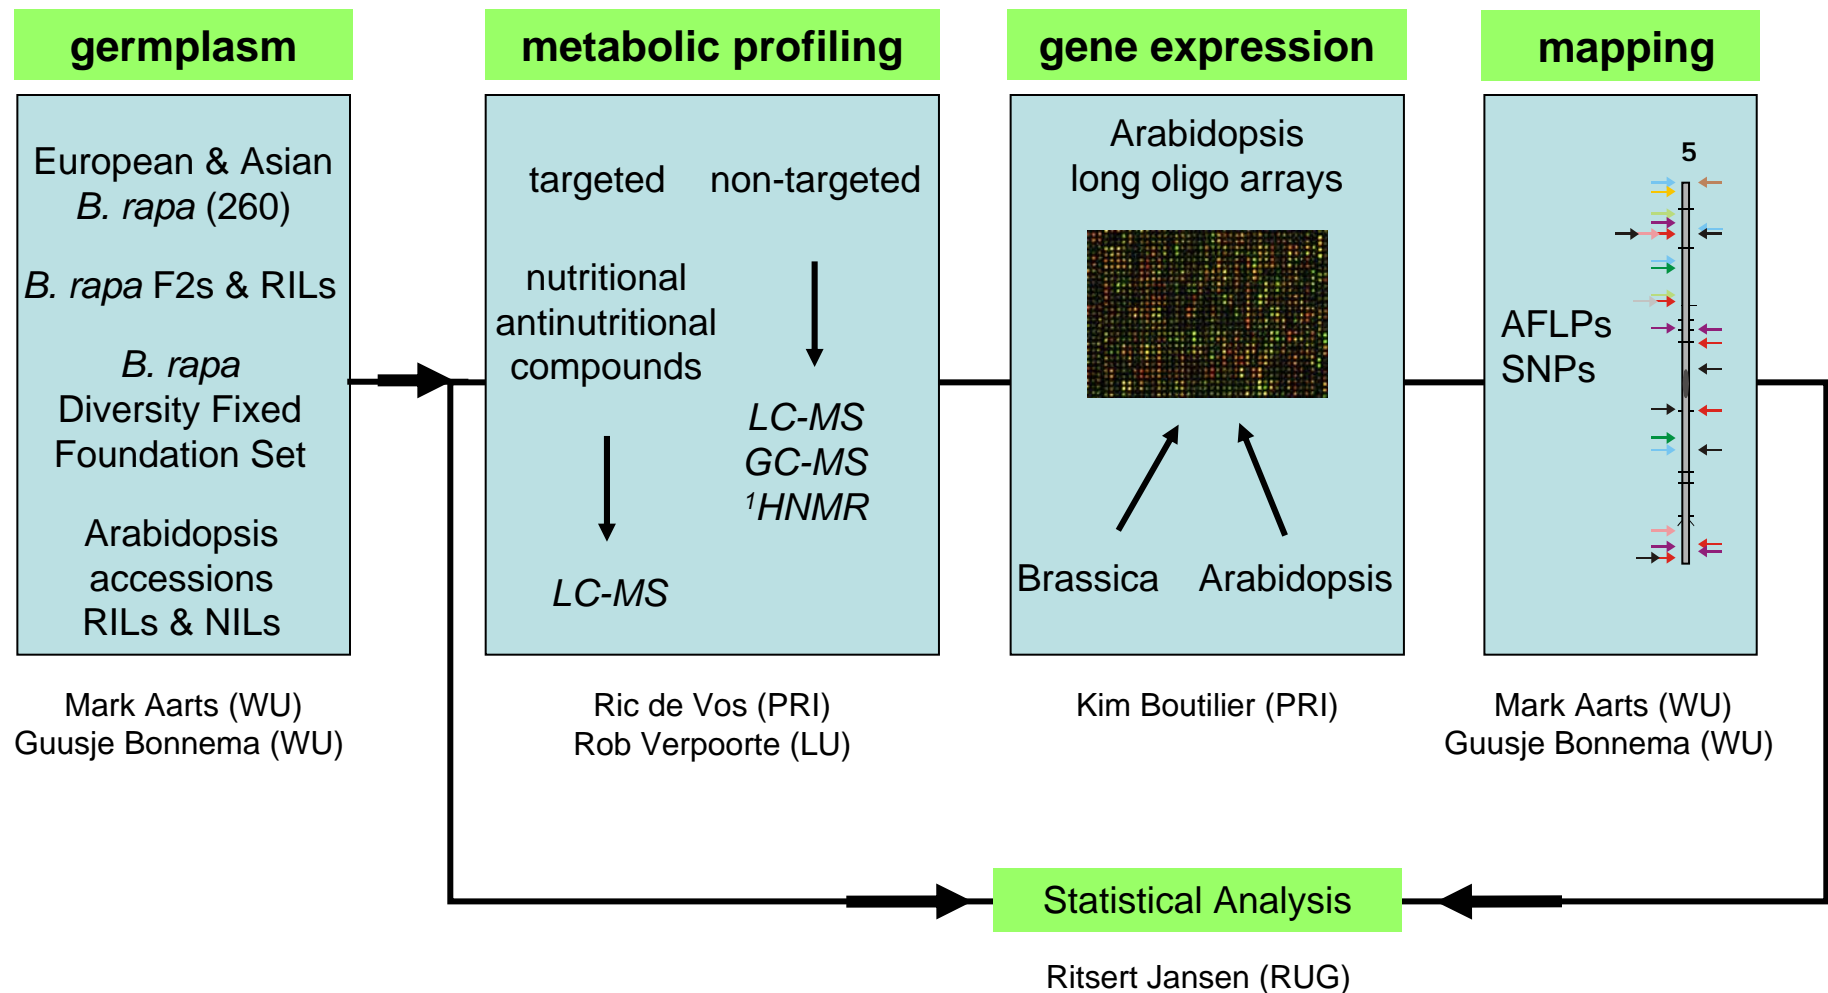 germplasm
European & Asian
B. rapa (260)
B. rapa F2s & RILs
B. rapa
Diversity Fixed
Foundation Set
Arabidopsis
accessions
RILs & NILs
Mark Aarts (WU)
Guusje Bonnema (WU)
metabolic profiling
targeted
nutritional
antinutritional
compounds
LC-MS
non-targeted
LC-MS
GC-MS
¹HNMR
Ric de Vos (PRI)
Rob Verpoorte (LU)
gene expression
Arabidopsis
long oligo arrays
Brassica
Arabidopsis
Kim Boutilier (PRI)
mapping
5
AFLPs
SNPs
Mark Aarts (WU)
Guusje Bonnema (WU)
Statistical Analysis
Ritsert Jansen (RUG)